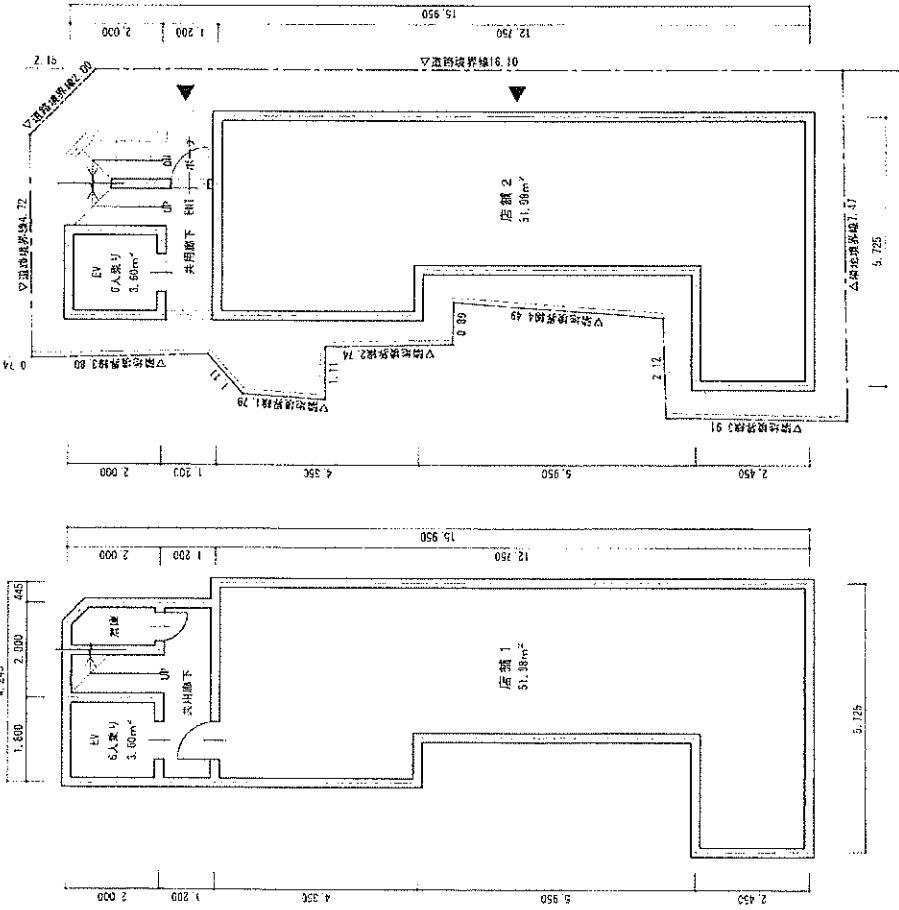 15.950
2.000
1.200
12.750
2.15
▽道路境界線2.00
△道路境界線16.10
▽道路境界線4.72
DN
ポーチ
UP
ENT
EV
6人乗り
3.60m²
共用廊下
店舗 2
51.98m²
△隣地境界線7.47
5.725
0.74
▽隣地境界線3.80
1.11
▽隣地境界線1.79
1.11
▽隣地境界線2.74
0.89
▽隣地境界線4.49
2.12
▽隣地境界線3.91
2.000
1.200
4.350
5.950
2.450
15.950
2.000
1.200
12.750
4.245
445
2.000
1.800
UP
EV
6人乗り
3.60m²
共用廊下
店舗 1
51.98m²
5.725
2.000
1.200
4.350
5.950
2.450